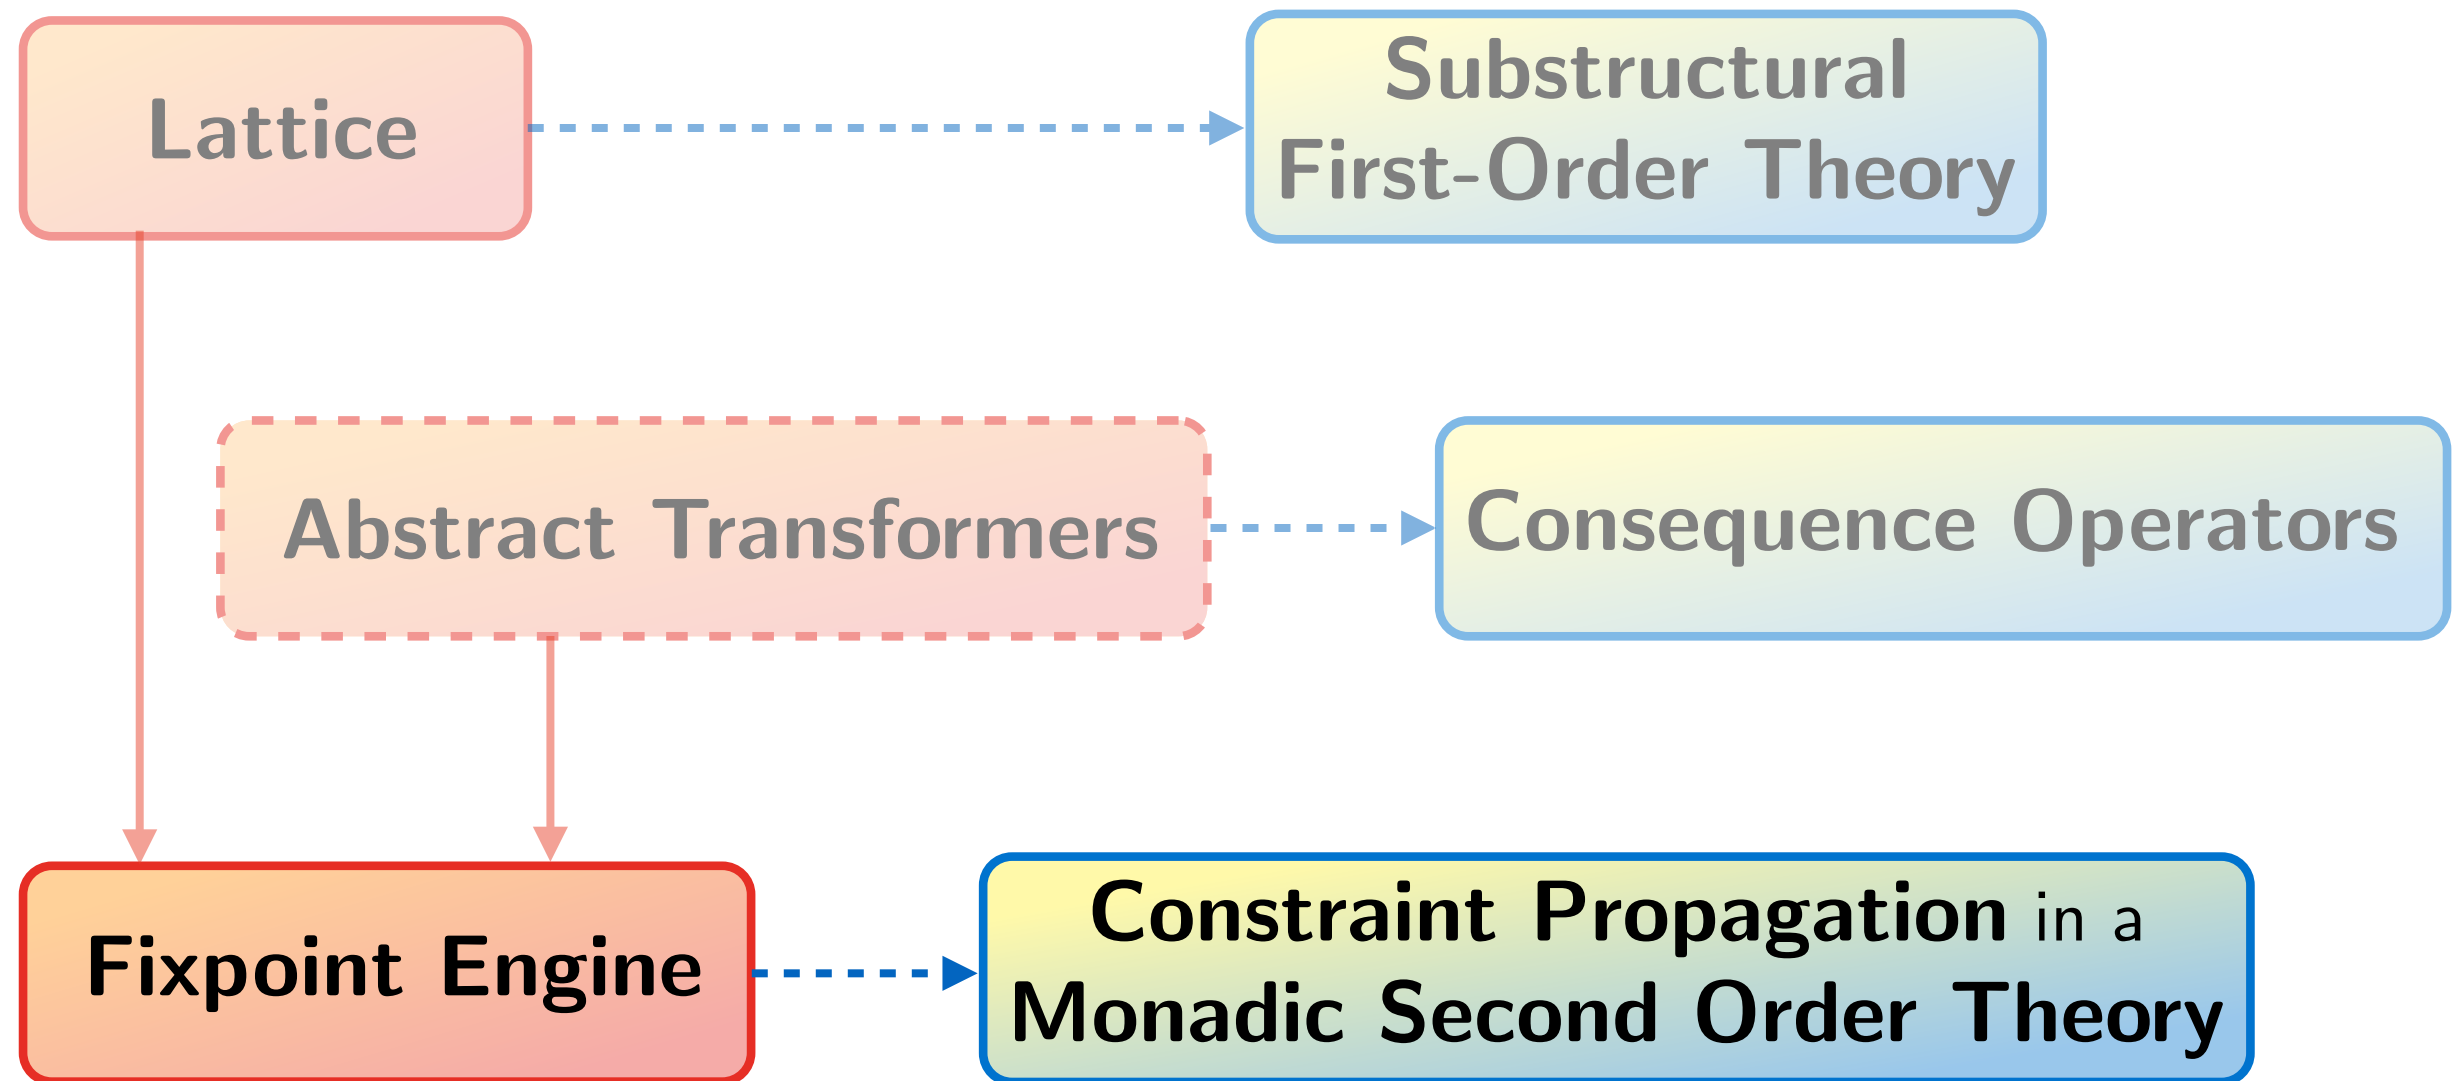 Lattice
Substructural
First-Order Theory
Abstract Transformers
Consequence Operators
Fixpoint Engine
Constraint Propagation in a
Monadic Second Order Theory